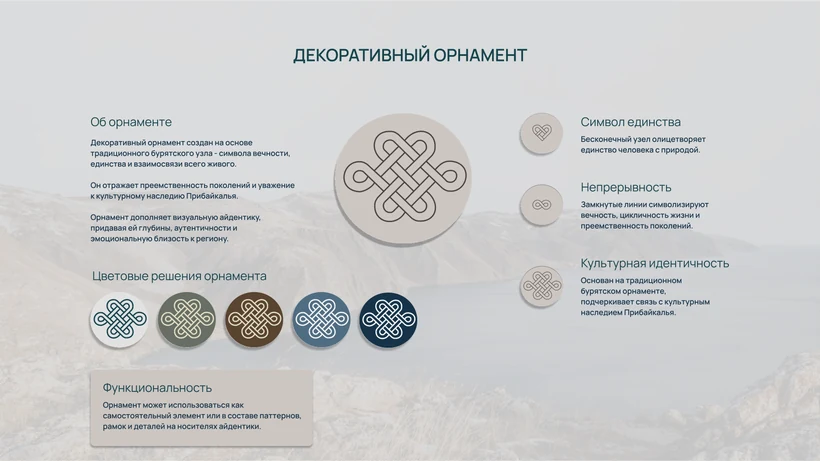 ДЕКОРАТИВНЫЙ ОРНАМЕНТ
Об орнаменте
Декоративный орнамент создан на основе
традиционного бурятского узла - символа вечности,
единства и взаимосвязи всего живого.
Он отражает преемственность поколений и уважение
к культурному наследию Прибайкалья.
Орнамент дополняет визуальную айдентику,
придавая ей глубины, аутентичности и
эмоциональную близость к региону.
Цветовые решения орнамента
Функциональность
Орнамент может использоваться как
самостоятельный элемент или в составе паттернов,
рамок и деталей на носителях айдентики.
Символ единства
Бесконечный узел олицетворяет
единство человека с природой.
Непрерывность
Замкнутые линии символизируют
вечность, цикличность жизни и
преемственность поколений.
Культурная идентичность
Основан на традиционном
бурятском орнаменте,
подчеркивает связь с культурным
наследием Прибайкалья.